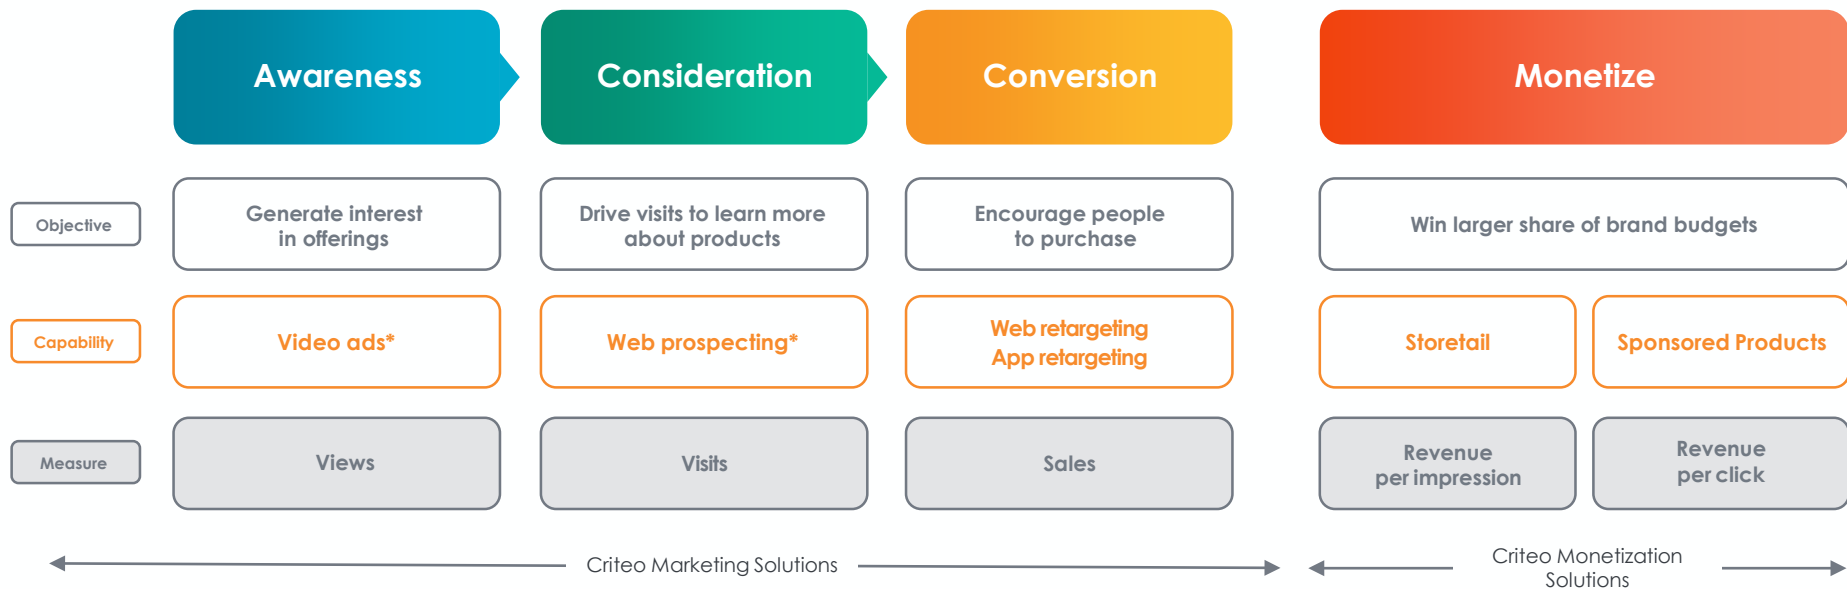 Awareness
Consideration
Conversion
Monetize
Objective
Generate interest
in offerings
Drive visits to learn more
about products
Encourage people
to purchase
Win larger share of brand budgets
Capability
Video ads*
Web prospecting*
Web retargeting
App retargeting
Storetail
Sponsored Products
Measure
Views
Visits
Sales
Revenue
per impression
Revenue
per click
Criteo Marketing Solutions
Criteo Monetization
Solutions